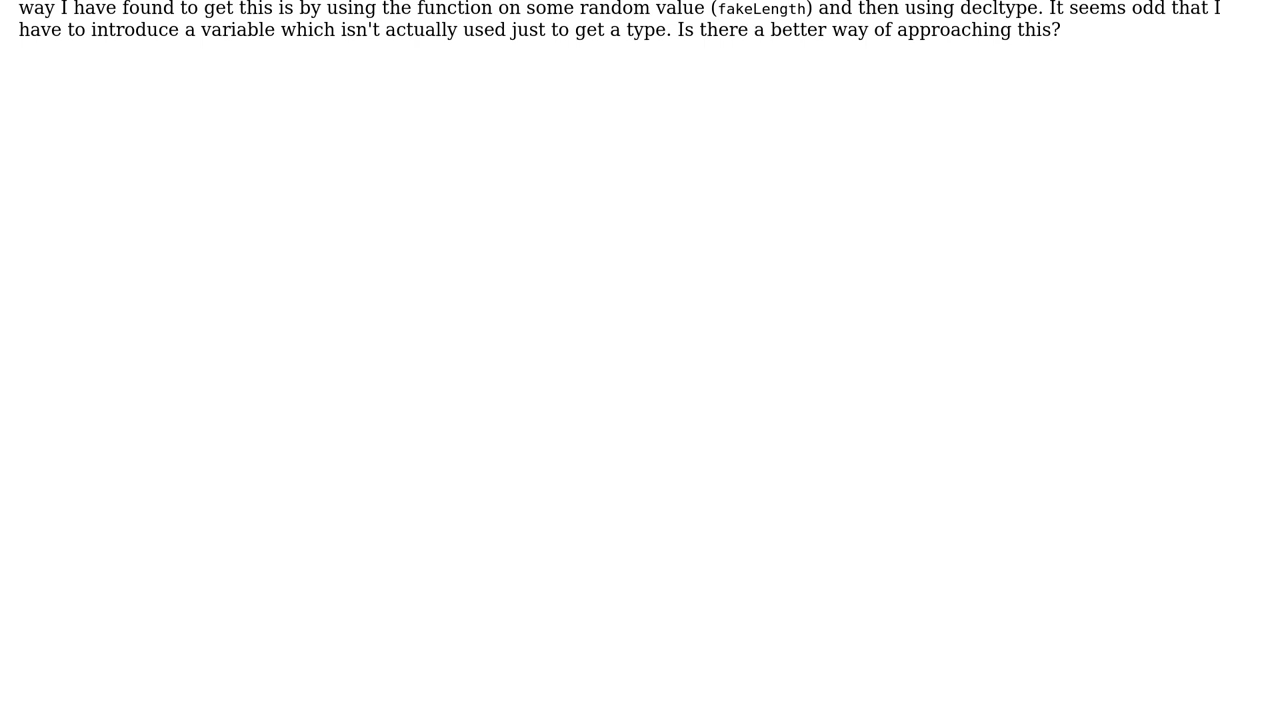 way I have found to get this is by using the function on some random value (fakeLength) and then using decltype. It seems odd that I
have to introduce a variable which isn't actually used just to get a type. Is there a better way of approaching this?